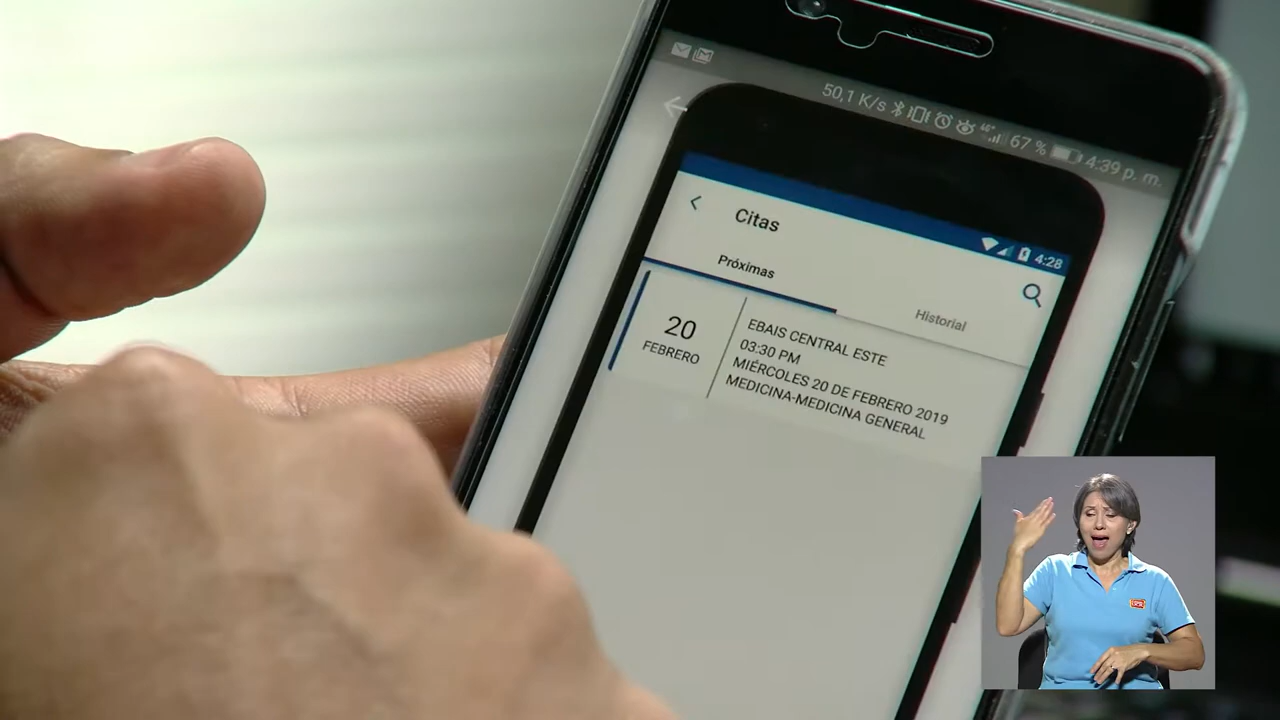 50,1 K/s 67 % 4:39 p. m.
4:28
Citas
Próximas
Historial
20
FEBRERO
EBAIS CENTRAL ESTE
03:30 PM
MIÉRCOLES 20 DE FEBRERO 2019
MEDICINA-MEDICINA GENERAL